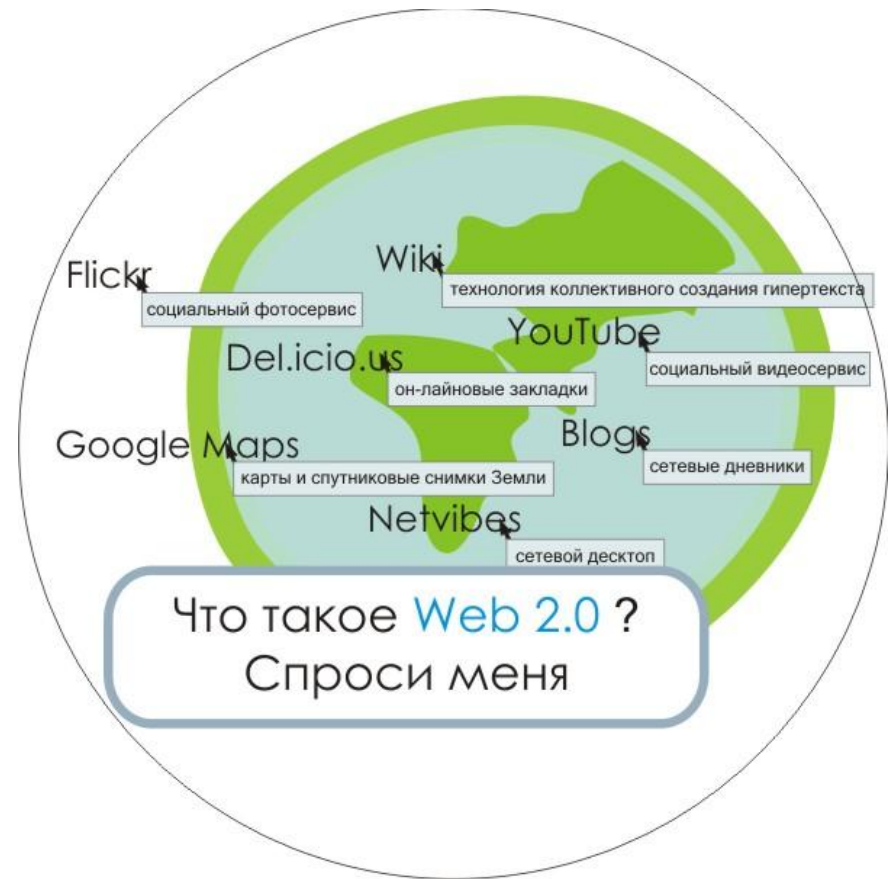 Flickr
социальный фотосервис
Wiki
технология коллективного создания гипертекста
YouTube
социальный видеосервис
Del.icio.us
он-лайновые закладки
Google Maps
карты и спутниковые снимки Земли
Blogs
сетевые дневники
Netvibes
сетевой десктоп
Что такое Web 2.0 ?
Спроси меня